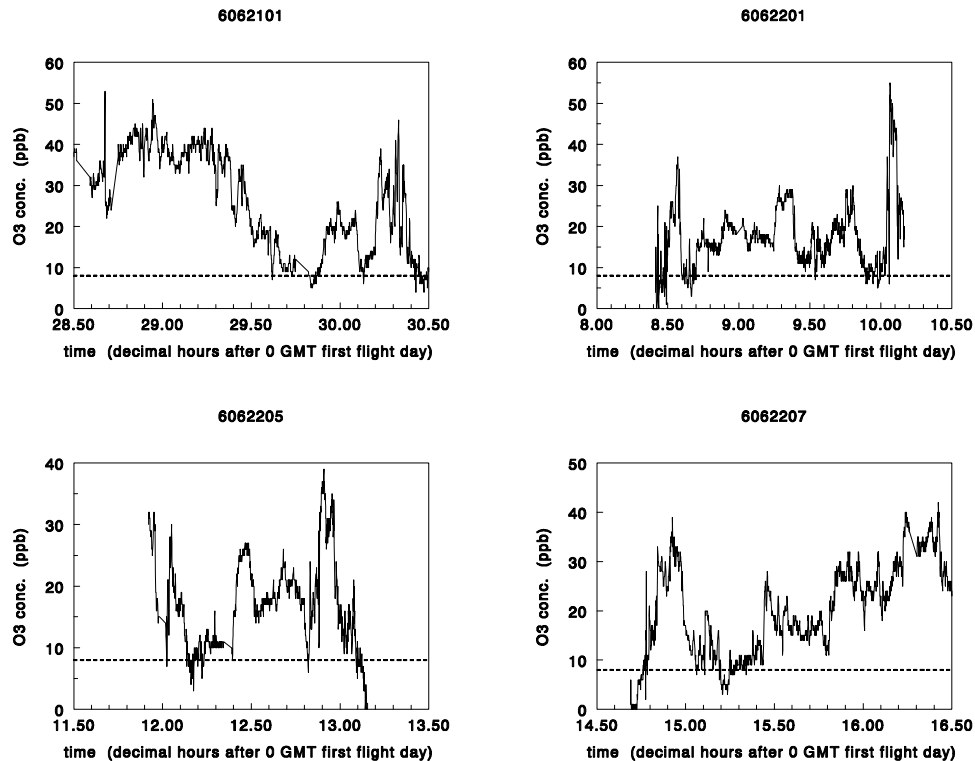 6062101
60
50
40
30
20
10
0
O3 conc. (ppb)
28.50 29.00 29.50 30.00 30.50
time (decimal hours after 0 GMT first flight day)
6062201
60
50
40
30
20
10
0
O3 conc. (ppb)
8.00 8.50 9.00 9.50 10.00 10.50
time (decimal hours after 0 GMT first flight day)
6062205
40
30
20
10
0
O3 conc. (ppb)
11.50 12.00 12.50 13.00 13.50
time (decimal hours after 0 GMT first flight day)
6062207
50
40
30
20
10
0
O3 conc. (ppb)
14.50 15.00 15.50 16.00 16.50
time (decimal hours after 0 GMT first flight day)